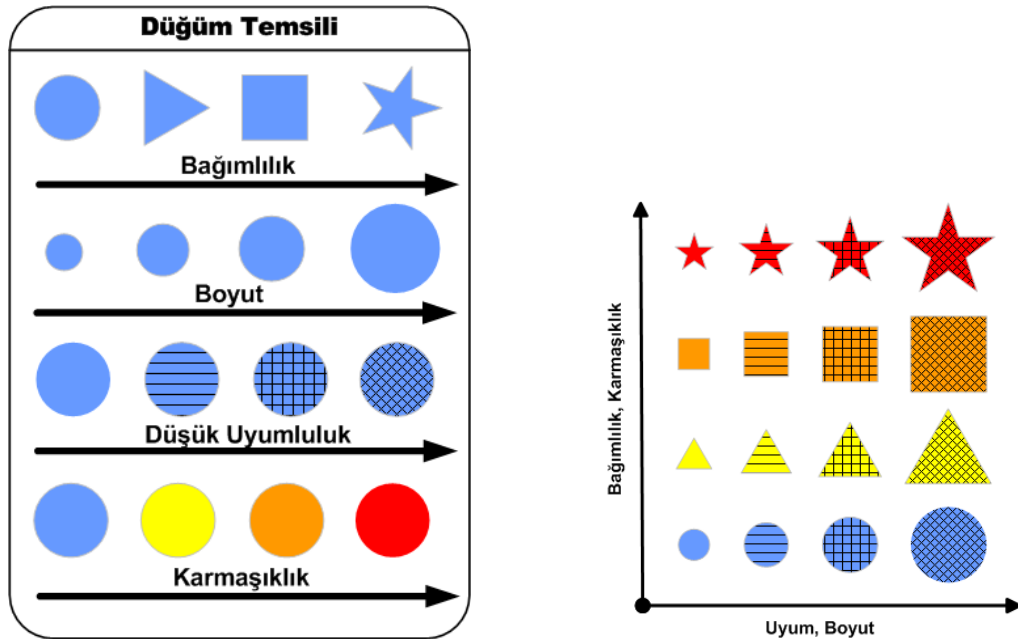 Düğüm Temsili
Bağımlılık
Boyut
Düşük Uyumluluk
Karmaşıklık
Bağımlılık, Karmaşıklık
Uyum, Boyut